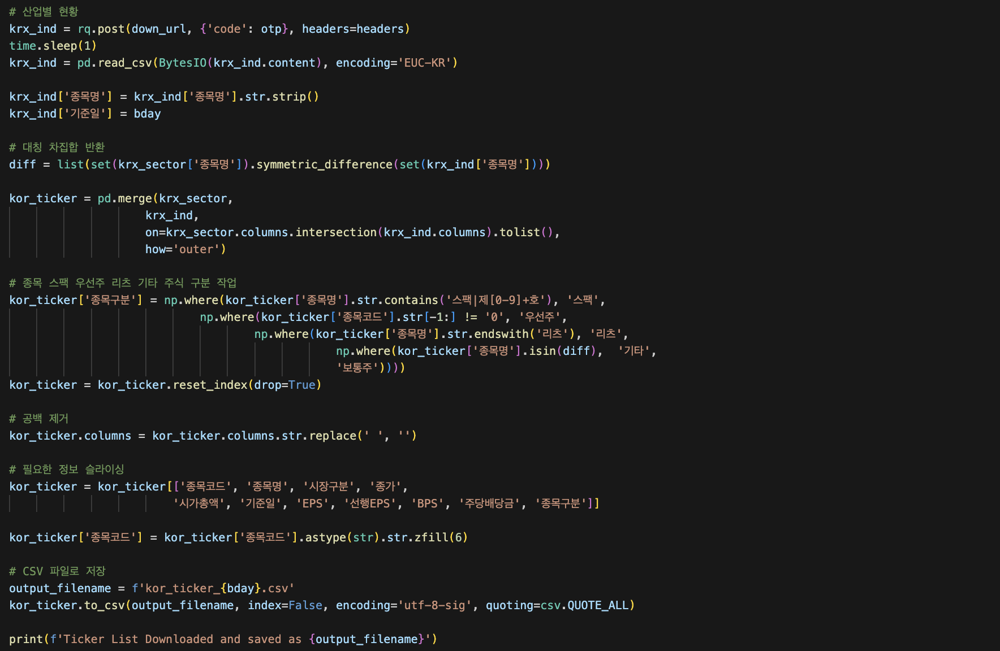 # 산업별 현황
krx_ind = rq.post(down_url, {'code': otp}, headers=headers)
time.sleep(1)
krx_ind = pd.read_csv(BytesIO(krx_ind.content), encoding='EUC-KR')
krx_ind['종목명'] = krx_ind['종목명'].str.strip()
krx_ind['기준일'] = bday
# 대칭 차집합 반환
diff = list(set(krx_sector['종목명']).symmetric_difference(set(krx_ind['종목명'])))
kor_ticker = pd.merge(krx_sector,
krx_ind,
on=krx_sector.columns.intersection(krx_ind.columns).tolist(),
how='outer')
# 종목 스팩 우선주 리츠 기타 주식 구분 작업
kor_ticker['종목구분'] = np.where(kor_ticker['종목명'].str.contains('스팩|제[0-9]+호'), '스팩',
np.where(kor_ticker['종목코드'].str[-1:] != '0', '우선주',
np.where(kor_ticker['종목명'].str.endswith('리츠'), '리츠',
np.where(kor_ticker['종목명'].isin(diff),  '기타',
'보통주'))))
kor_ticker = kor_ticker.reset_index(drop=True)
# 공백 제거
kor_ticker.columns = kor_ticker.columns.str.replace(' ', '')
# 필요한 정보 슬라이싱
kor_ticker = kor_ticker[['종목코드', '종목명', '시장구분', '종가',
'시가총액', '기준일', 'EPS', '선행EPS', 'BPS', '주당배당금', '종목구분']]
kor_ticker['종목코드'] = kor_ticker['종목코드'].astype(str).str.zfill(6)
# CSV 파일로 저장
output_filename = f'kor_ticker_{bday}.csv'
kor_ticker.to_csv(output_filename, index=False, encoding='utf-8-sig', quoting=csv.QUOTE_ALL)
print(f'Ticker List Downloaded and saved as {output_filename}')